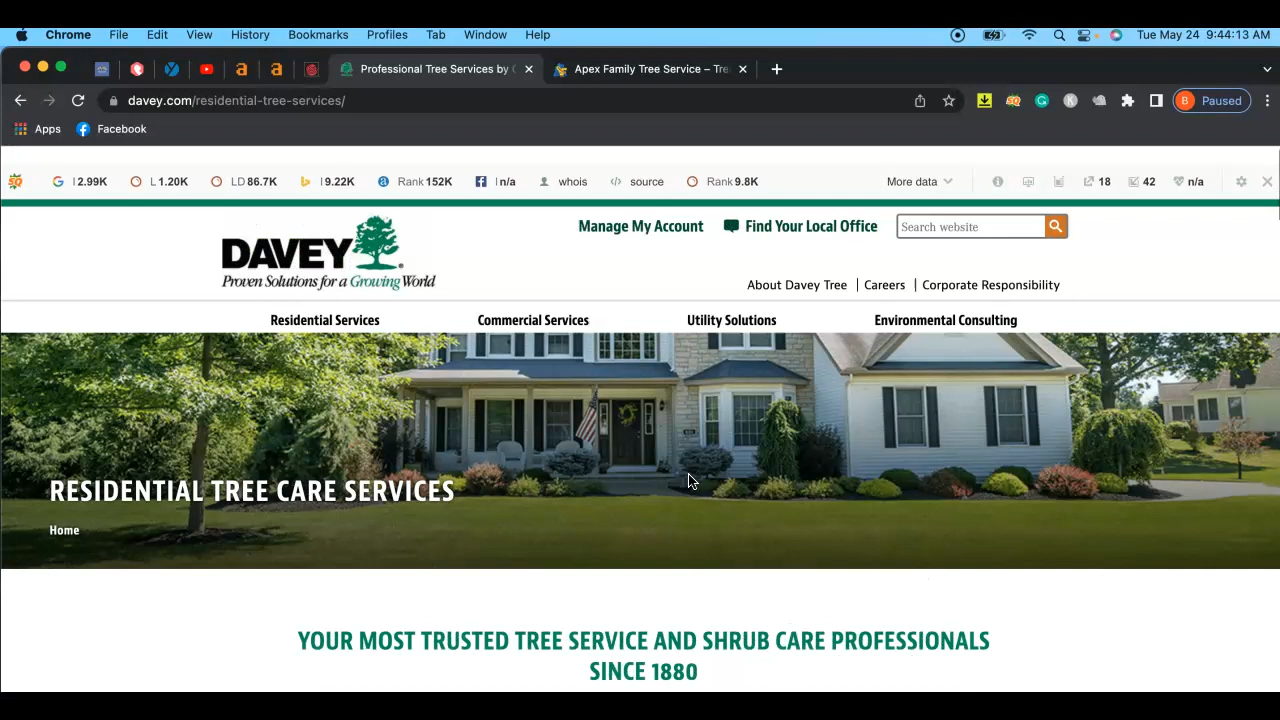 Chrome File Edit View History Bookmarks Profiles Tab Window Help Tue May 24 9:44:13 AM
Professional Tree Services by Apex Family Tree Service – Tre
davey.com/residential-tree-services/ B Paused
Apps Facebook
I 2.99K L 1.20K LD 86.7K I 9.22K Rank 152K I n/a whois source Rank 9.8K More data 18 42 n/a
Manage My Account Find Your Local Office Search website
DAVEY
Proven Solutions for a Growing World
About Davey Tree | Careers | Corporate Responsibility
Residential Services Commercial Services Utility Solutions Environmental Consulting
RESIDENTIAL TREE CARE SERVICES
Home
YOUR MOST TRUSTED TREE SERVICE AND SHRUB CARE PROFESSIONALS
SINCE 1880